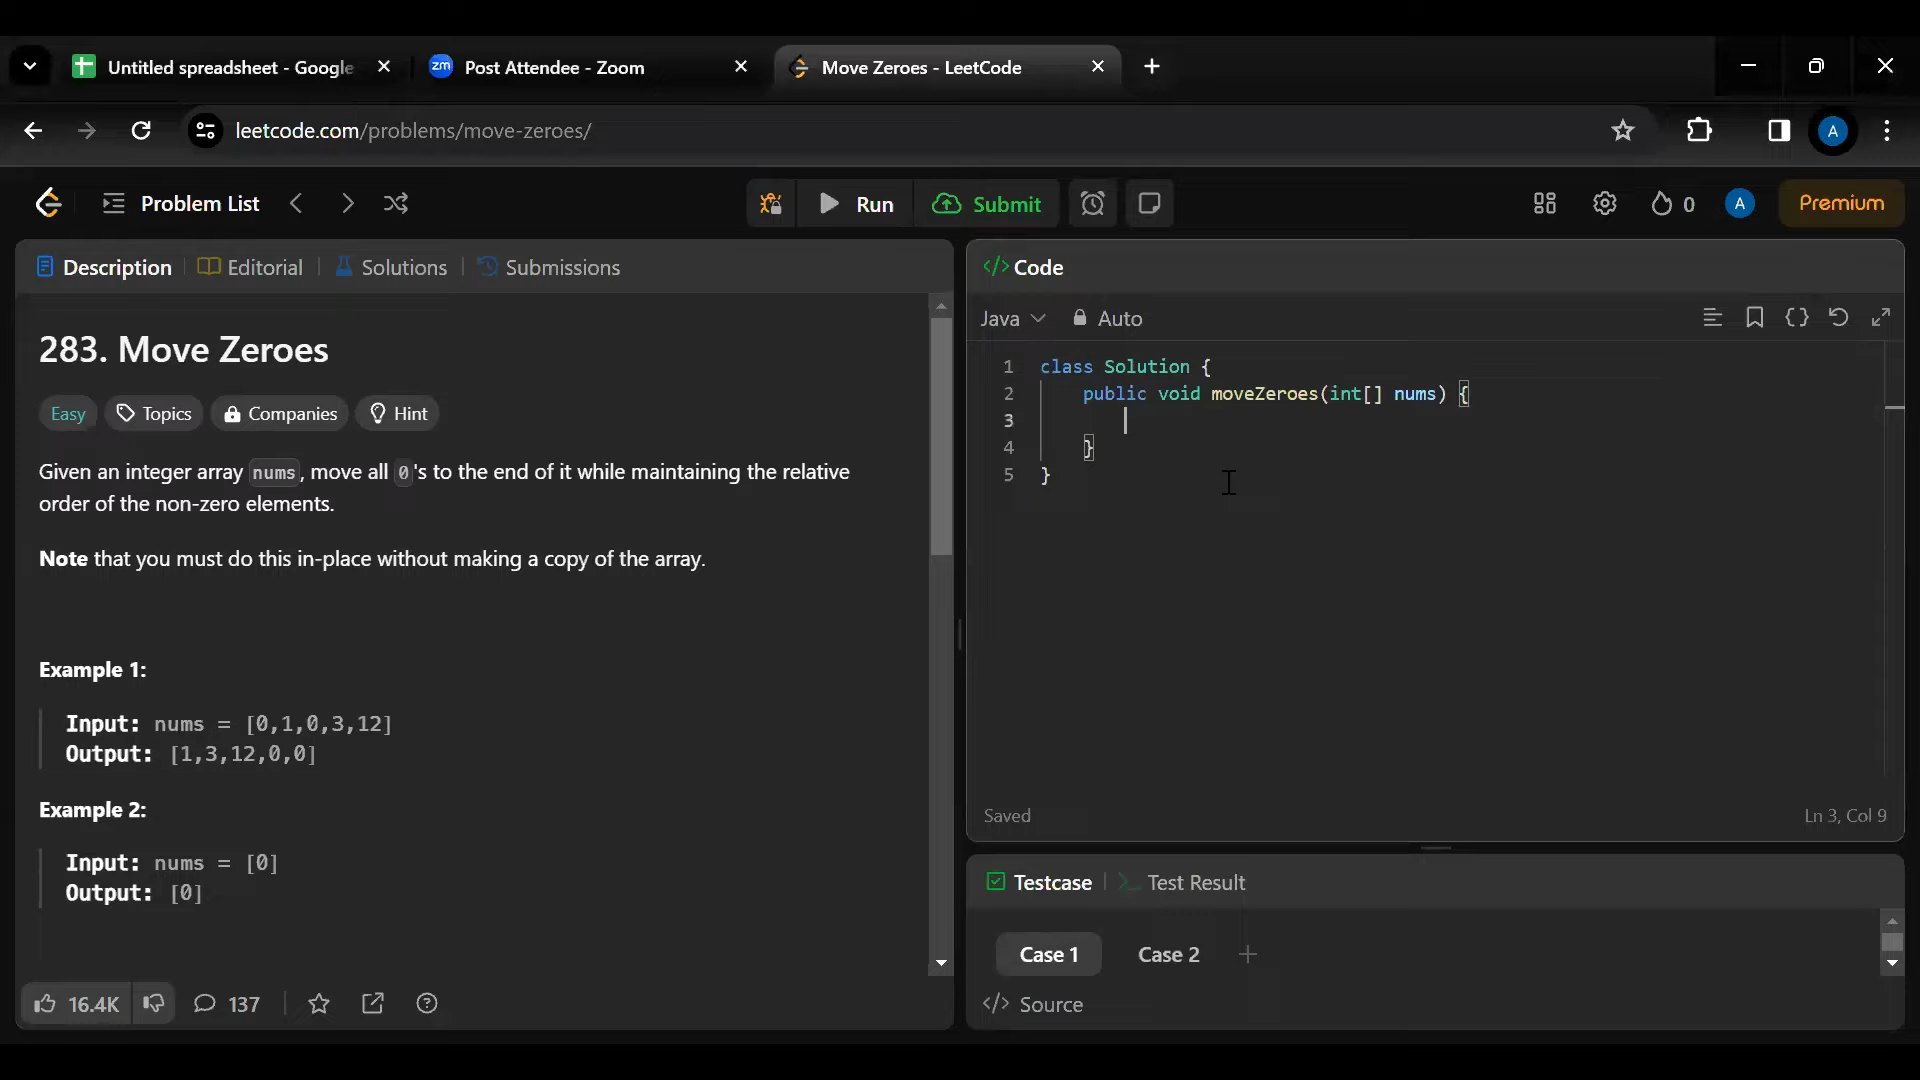 Untitled spreadsheet - Google
zm Post Attendee - Zoom
Move Zeroes - LeetCode
leetcode.com/problems/move-zeroes/
A
Problem List
Run
Submit
0
A
Premium
Description
Editorial
Solutions
Submissions
283. Move Zeroes
Easy
Topics
Companies
Hint
Given an integer array nums, move all 0's to the end of it while maintaining the relative
order of the non-zero elements.
Note that you must do this in-place without making a copy of the array.
Example 1:
Input: nums = [0,1,0,3,12]
Output: [1,3,12,0,0]
Example 2:
Input: nums = [0]
Output: [0]
16.4K
137
</> Code
Java
Auto
1 class Solution {
2 public void moveZeroes(int[] nums) {
3
4 }
5 }
Saved
Ln 3, Col 9
Testcase
Test Result
Case 1
Case 2
</> Source